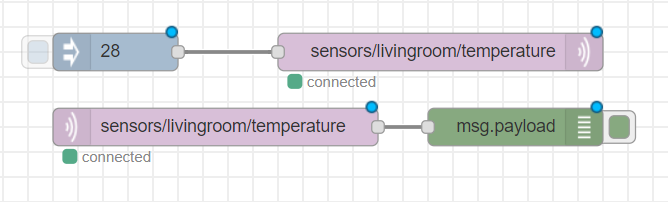 28
sensors/livingroom/temperature
connected
sensors/livingroom/temperature
msg.payload
connected